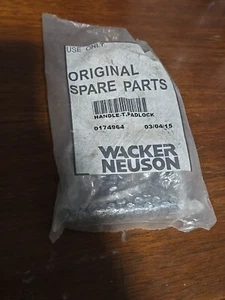 USE ONLY
ORIGINAL
SPARE PARTS
HANDLE-T.PADLOCK
0174964 03/04/15
WACKER
NEUSON